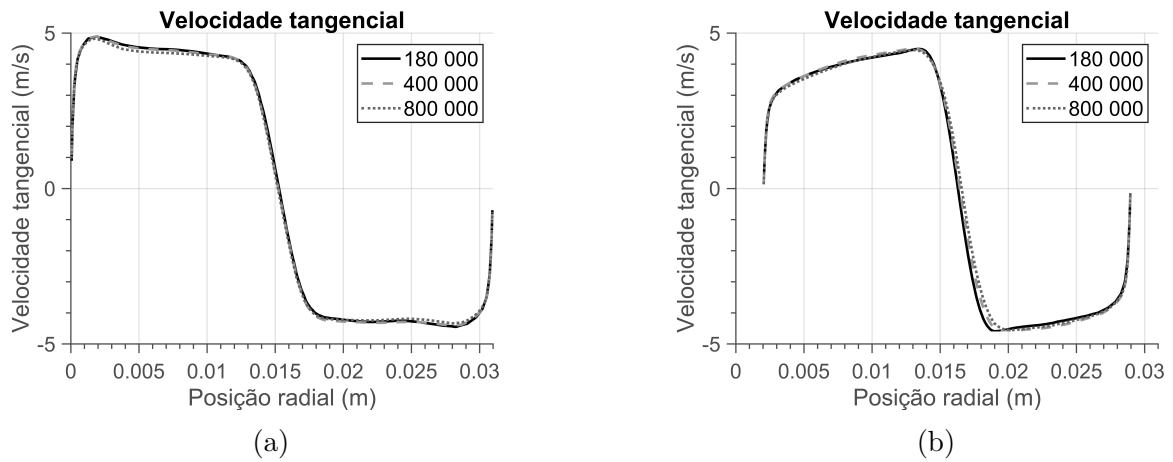 Velocidade tangencial
5
0
-5
Velocidade tangencial (m/s)
180 000
400 000
800 000
0 0.005 0.01 0.015 0.02 0.025 0.03
Posição radial (m)
(a)
Velocidade tangencial
5
0
-5
Velocidade tangencial (m/s)
180 000
400 000
800 000
0 0.005 0.01 0.015 0.02 0.025 0.03
Posição radial (m)
(b)